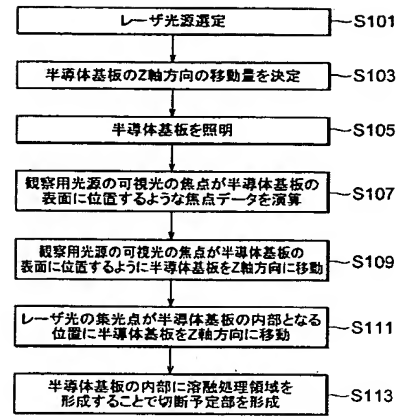 レーザ光源選定
S101
半導体基板のZ軸方向の移動量を決定
S103
半導体基板を照明
S105
観察用光源の可視光の焦点が半導体基板の
表面に位置するような焦点データを演算
S107
観察用光源の可視光の焦点が半導体基板の
表面に位置するように半導体基板をZ軸方向に移動
S109
レーザ光の集光点が半導体基板の内部となる
位置に半導体基板をZ軸方向に移動
S111
半導体基板の内部に溶融処理領域を
形成することで切断予定部を形成
S113